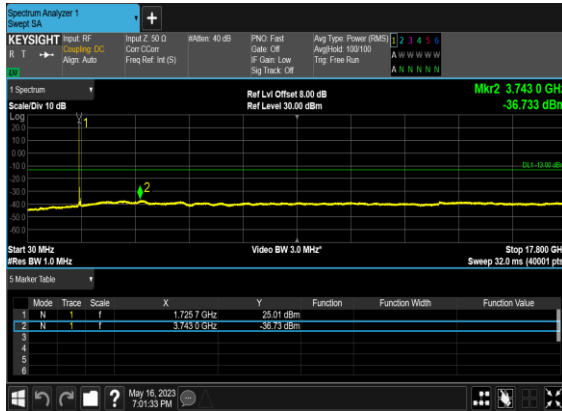 Spectrum Analyzer 1
Swept SA
+
KEYSIGHT Input: RF Input Z: 50 Ω #Atten: 40 dB PNO: Fast Avg Type: Power (RMS) 1 2 3 4 5 6
R T Coupling: DC Corr CCorr Gate: Off Avg|Hold: 100/100 A W W W W W
Align: Auto Freq Ref: Int (S) IF Gain: Low Trig: Free Run
Sig Track: Off A N N N N N
1 Spectrum Mkr2 3.743 0 GHz
Scale/Div 10 dB Ref Lvl Offset 8.00 dB -36.733 dBm
Ref Level 30.00 dBm
Log
20.0
10.0
0.00
-10.0
-20.0
-30.0
-40.0
-50.0
-60.0
1
DL1 -13.00 dBm
2
Start 30 MHz Video BW 3.0 MHz* Stop 17.800 GHz
#Res BW 1.0 MHz Sweep 32.0 ms (40001 pts)
5 Marker Table
Mode Trace Scale X Y Function Function Width Function Value
1 N 1 f 1.725 7 GHz 25.01 dBm
2 N 1 f 3.743 0 GHz -36.73 dBm
3
4
5
6
? May 16, 2023
7:01:33 PM